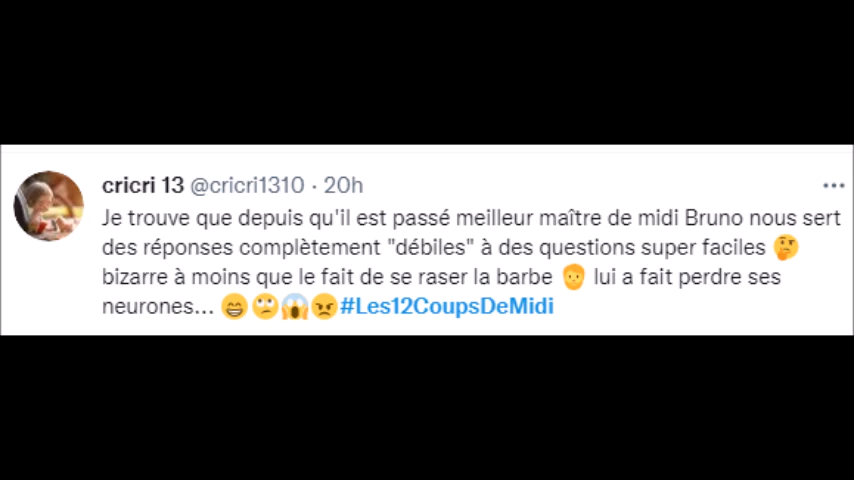 cricri 13 @cricri1310 · 20h
Je trouve que depuis qu'il est passé meilleur maître de midi Bruno nous sert
des réponses complètement "débiles" à des questions super faciles 🤔
bizarre à moins que le fait de se raser la barbe 🧔 lui a fait perdre ses
neurones... 😁🙄😱😠#Les12CoupsDeMidi